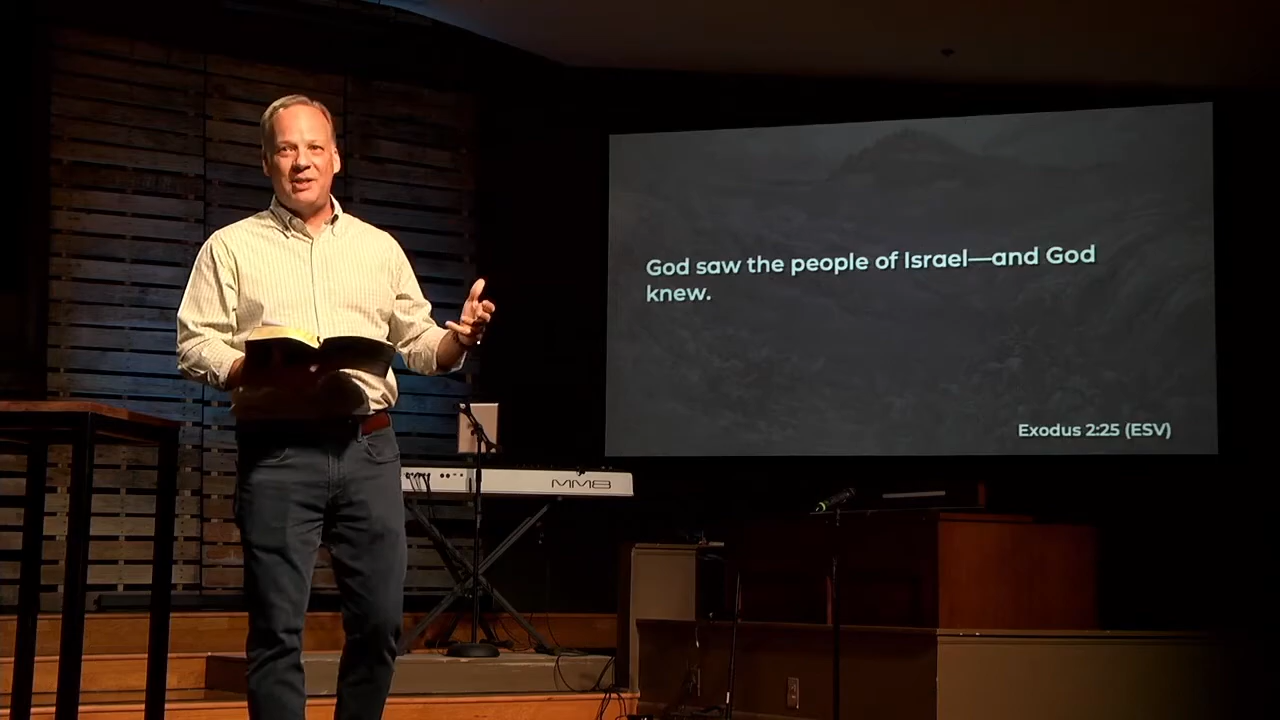 God saw the people of Israel—and God
knew.
Exodus 2:25 (ESV)
MM8